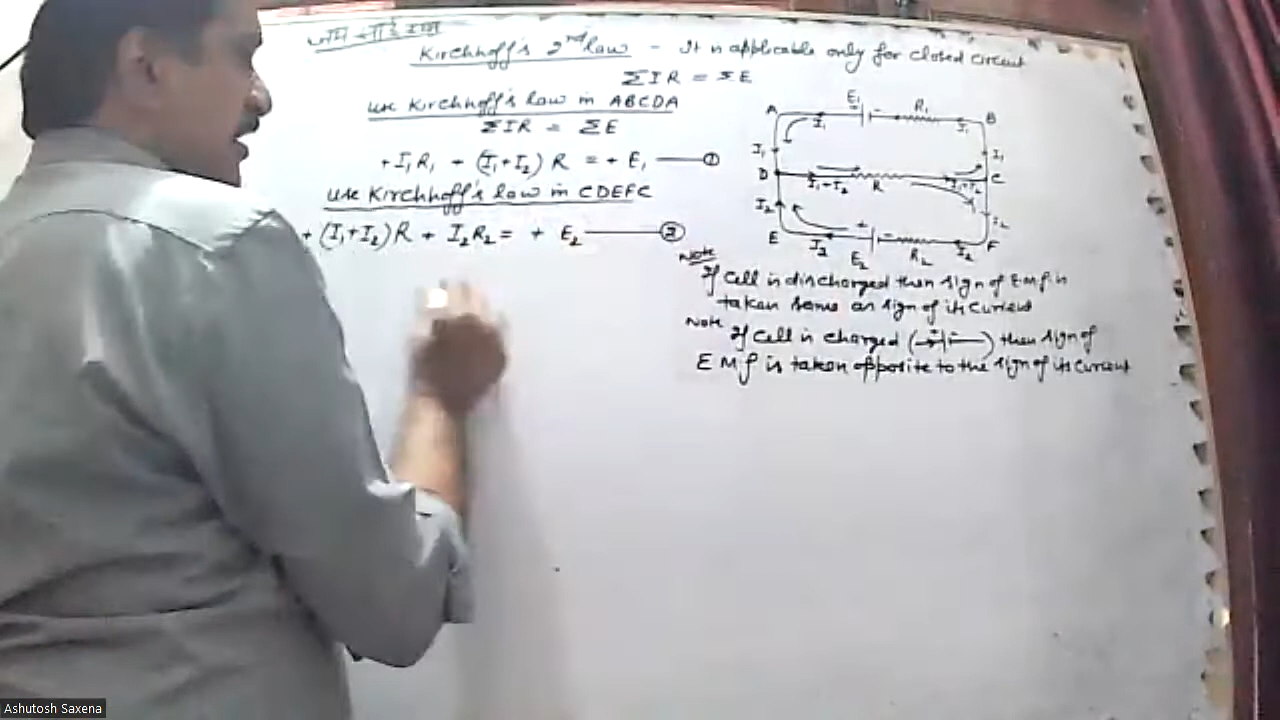 Kirchhoff's 2nd law - It is applicable only for closed circuit
ΣIR = ΣE
use Kirchhoff's law in ABCDA
ΣIR = ΣE
+I₁R₁ + (I₁+I₂) R = + E₁ ——— ①
use Kirchhoff's law in CDEFC
+ (I₁+I₂)R + I₂R₂ = + E₂ ——— ②
A I₁ E₁ + - R₁ I₁ B
I₁ I₁
D I₁+I₂ R I₁+I₂ C
I₂ I₂
E I₂ E₂ + - R₂ I₂ F
Note
If cell is discharged then sign of EMf is
taken same as sign of its current
Note If cell is charged (+ -) then sign of
EMf is taken opposite to the sign of its current
Ashutosh Saxena